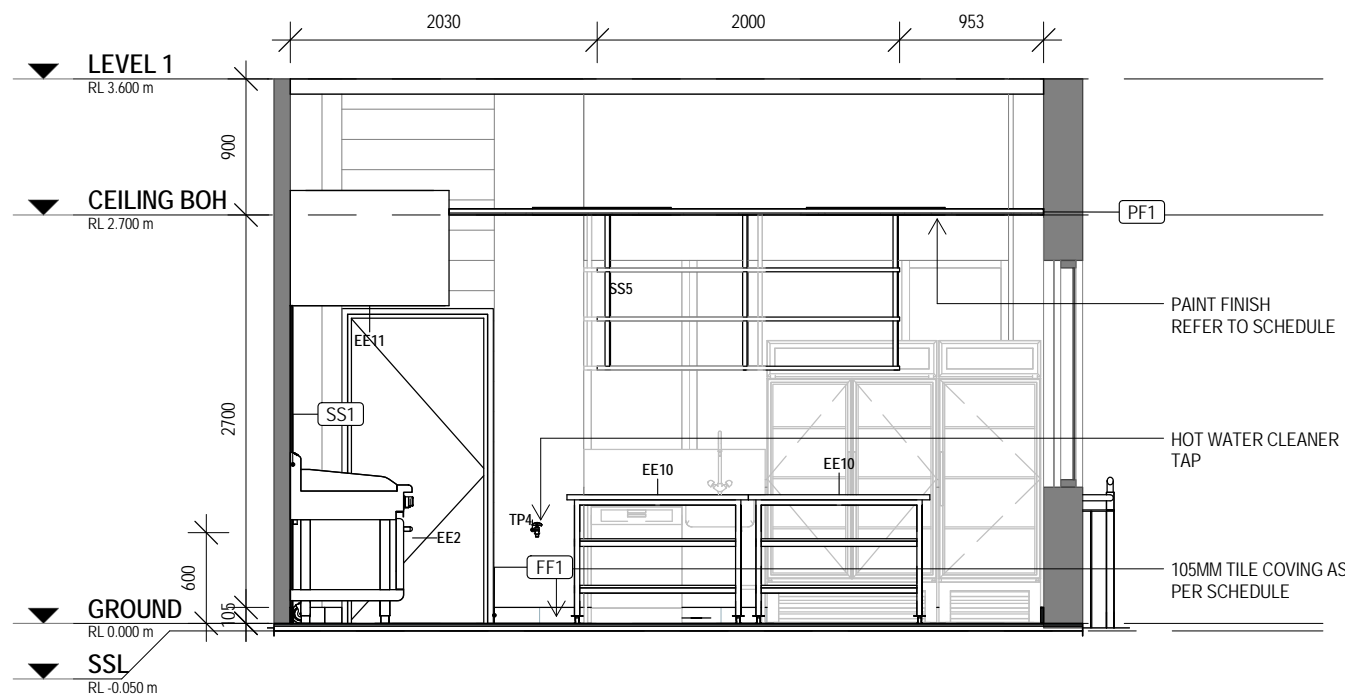 2030
2000
953
LEVEL 1
RL 3.600 m
900
CEILING BOH
RL 2.700 m
PF1
SS5
PAINT FINISH
REFER TO SCHEDULE
EE11
2700
SS1
HOT WATER CLEANER
TAP
EE10
EE10
TP4
EE2
600
FF1
105MM TILE COVING AS
PER SCHEDULE
105
GROUND
RL 0.000 m
SSL
RL -0.050 m